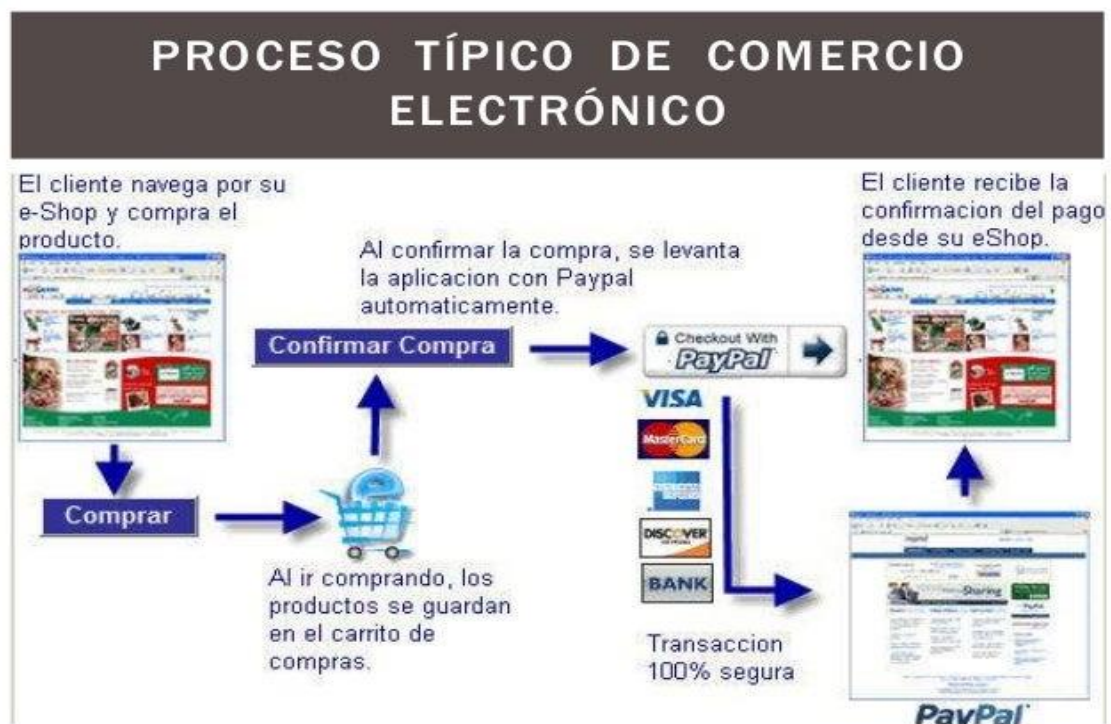 PROCESO TÍPICO DE COMERCIO
ELECTRÓNICO
El cliente navega por su
e-Shop y compra el
producto.
Comprar
Al ir comprando, los
productos se guardan
en el carrito de
compras.
Confirmar Compra
Al confirmar la compra, se levanta
la aplicacion con Paypal
automaticamente.
Checkout With
PayPal
VISA
MasterCard
DISCOVER
BANK
Transaccion
100% segura
Sharing
PayPal
El cliente recibe la
confirmacion del pago
desde su eShop.